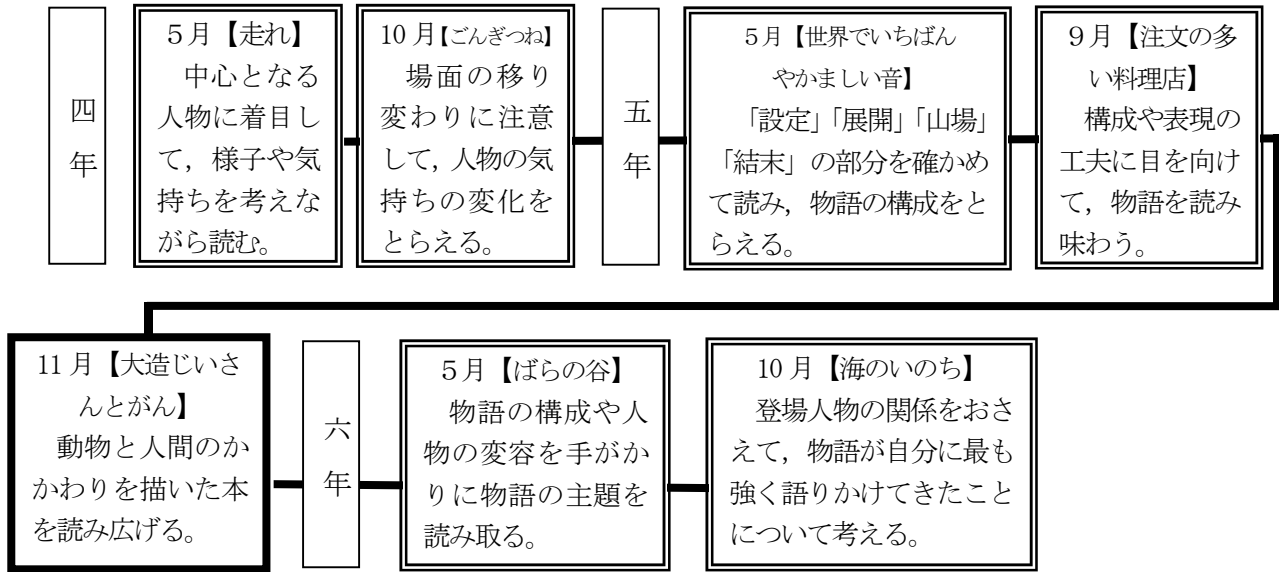 四年
５月【走れ】
中心となる
人物に着目し
て，様子や気
持ちを考えな
がら読む。
10月【ごんぎつね】
場面の移り
変わりに注意
して，人物の気
持ちの変化を
とらえる。
五年
５月【世界でいちばん
やかましい音】
「設定」「展開」「山場」
「結末」の部分を確かめ
て読み，物語の構成をと
らえる。
９月【注文の多
い料理店】
構成や表現の
工夫に目を向け
て，物語を読み
味わう。
11月【大造じいさ
んとがん】
動物と人間のか
かわりを描いた本
を読み広げる。
六年
５月【ばらの谷】
物語の構成や人
物の変容を手がか
りに物語の主題を
読み取る。
10月【海のいのち】
登場人物の関係をおさ
えて，物語が自分に最も
強く語りかけてきたこと
について考える。